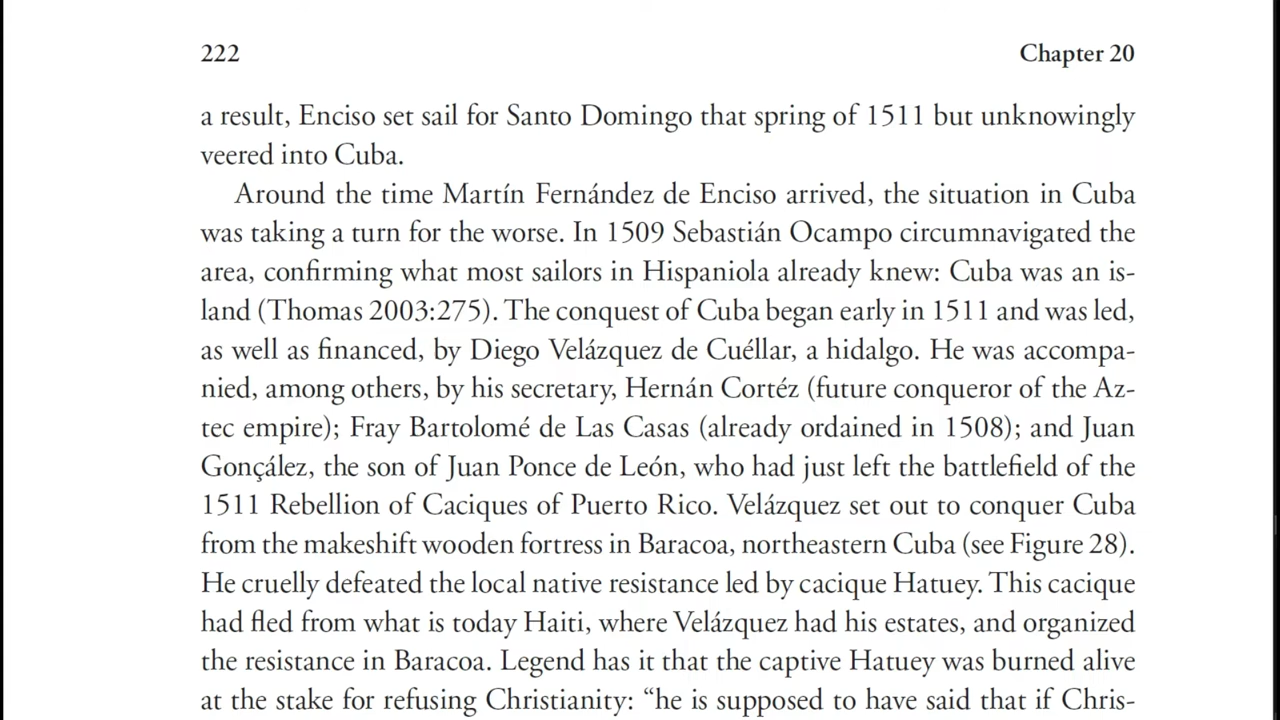 222 Chapter 20
a result, Enciso set sail for Santo Domingo that spring of 1511 but unknowingly
veered into Cuba.
Around the time Martín Fernández de Enciso arrived, the situation in Cuba
was taking a turn for the worse. In 1509 Sebastián Ocampo circumnavigated the
area, confirming what most sailors in Hispaniola already knew: Cuba was an is-
land (Thomas 2003:275). The conquest of Cuba began early in 1511 and was led,
as well as financed, by Diego Velázquez de Cuéllar, a hidalgo. He was accompa-
nied, among others, by his secretary, Hernán Cortéz (future conqueror of the Az-
tec empire); Fray Bartolomé de Las Casas (already ordained in 1508); and Juan
Gonçález, the son of Juan Ponce de León, who had just left the battlefield of the
1511 Rebellion of Caciques of Puerto Rico. Velázquez set out to conquer Cuba
from the makeshift wooden fortress in Baracoa, northeastern Cuba (see Figure 28).
He cruelly defeated the local native resistance led by cacique Hatuey. This cacique
had fled from what is today Haiti, where Velázquez had his estates, and organized
the resistance in Baracoa. Legend has it that the captive Hatuey was burned alive
at the stake for refusing Christianity: “he is supposed to have said that if Chris-